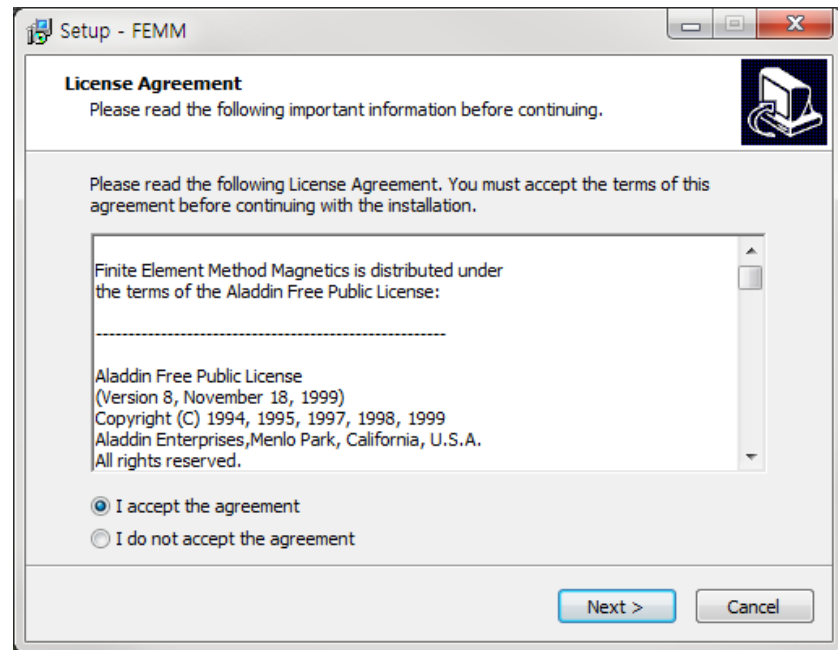 Setup - FEMM
License Agreement
Please read the following important information before continuing.
Please read the following License Agreement. You must accept the terms of this
agreement before continuing with the installation.
Finite Element Method Magnetics is distributed under
the terms of the Aladdin Free Public License:
------------------------------------------------------
Aladdin Free Public License
(Version 8, November 18, 1999)
Copyright (C) 1994, 1995, 1997, 1998, 1999
Aladdin Enterprises,Menlo Park, California, U.S.A.
All rights reserved.
I accept the agreement
I do not accept the agreement
Next >
Cancel